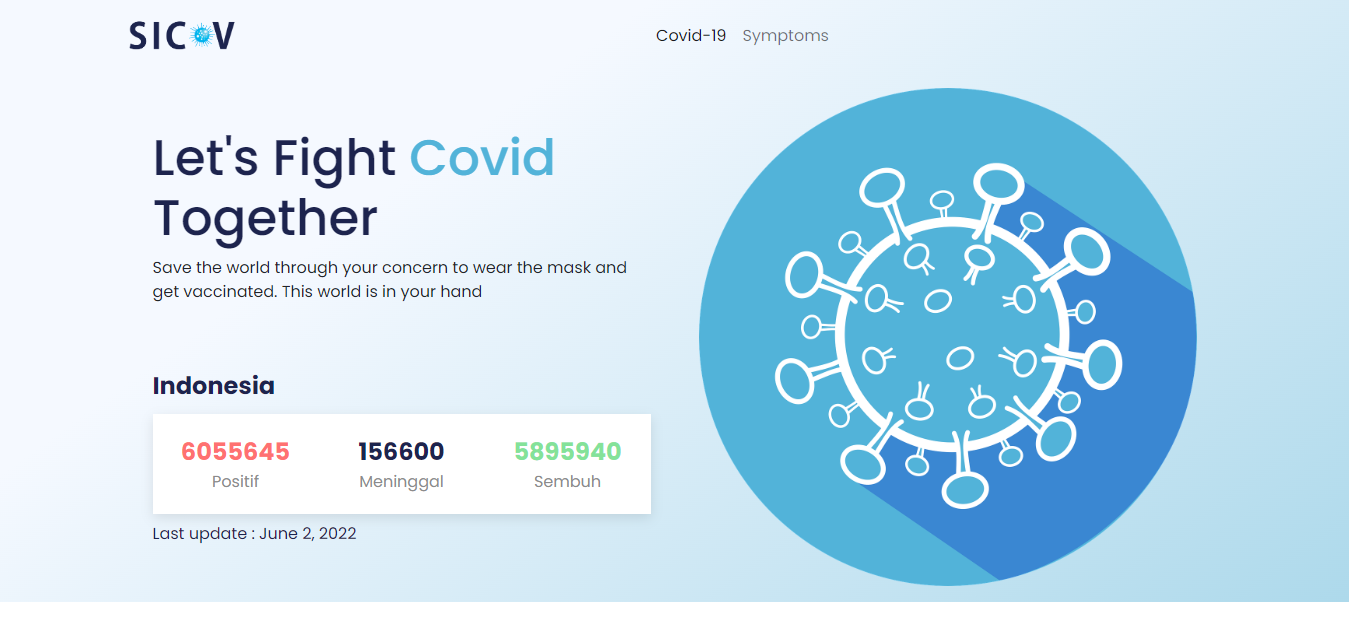 SICOV
Covid-19 Symptoms
Let's Fight Covid
Together
Save the world through your concern to wear the mask and
get vaccinated. This world is in your hand
Indonesia
6055645 156600 5895940
Positif Meninggal Sembuh
Last update : June 2, 2022